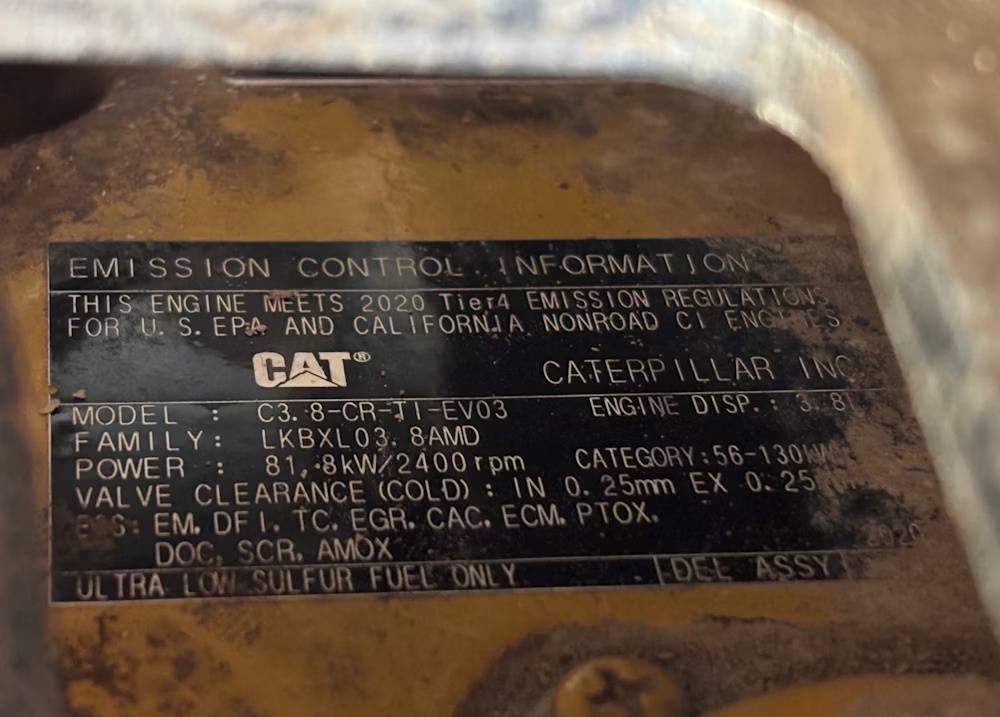 EMISSION CONTROL INFORMATION
THIS ENGINE MEETS 2020 Tier4 EMISSION REGULATIONS
FOR U.S. EPA AND CALIFORNIA NONROAD CI ENGINES
CAT® CATERPILLAR INC
MODEL : C3.8-CR-TI-EV03 ENGINE DISP. : 3.8L
FAMILY : LKBXL03.8AMD
POWER : 81.8kW/2400rpm CATEGORY:56-130kW
VALVE CLEARANCE (COLD) : IN 0.25mm EX 0.25
ECS: EM. DFI. TC. EGR. CAC. ECM. PTOX.
DOC. SCR. AMOX 2020
ULTRA LOW SULFUR FUEL ONLY ASSY